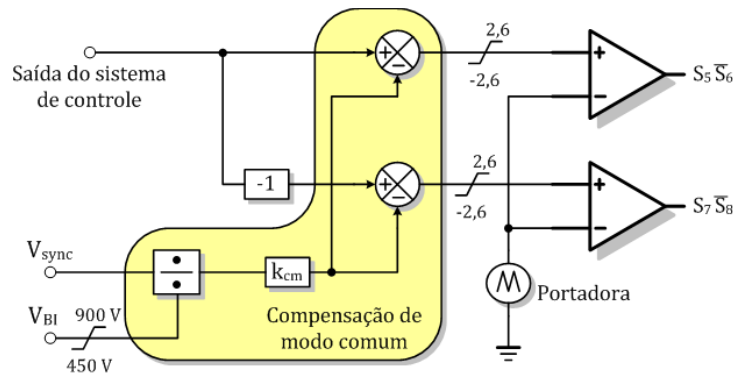 Saída do sistema
de controle
+
−
2,6
-2,6
+
−
S₅ S̅₆
-1
+
−
2,6
-2,6
+
−
S₇ S̅₈
V_sync
÷
k_cm
V_BI
900 V
450 V
Compensação de
modo comum
Portadora